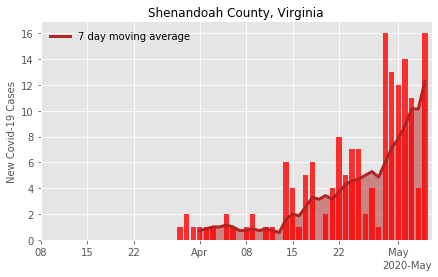 Shenandoah County, Virginia
7 day moving average
New Covid-19 Cases
16
14
12
10
8
6
4
2
0
08 15 22 Apr 08 15 22 May
2020-May